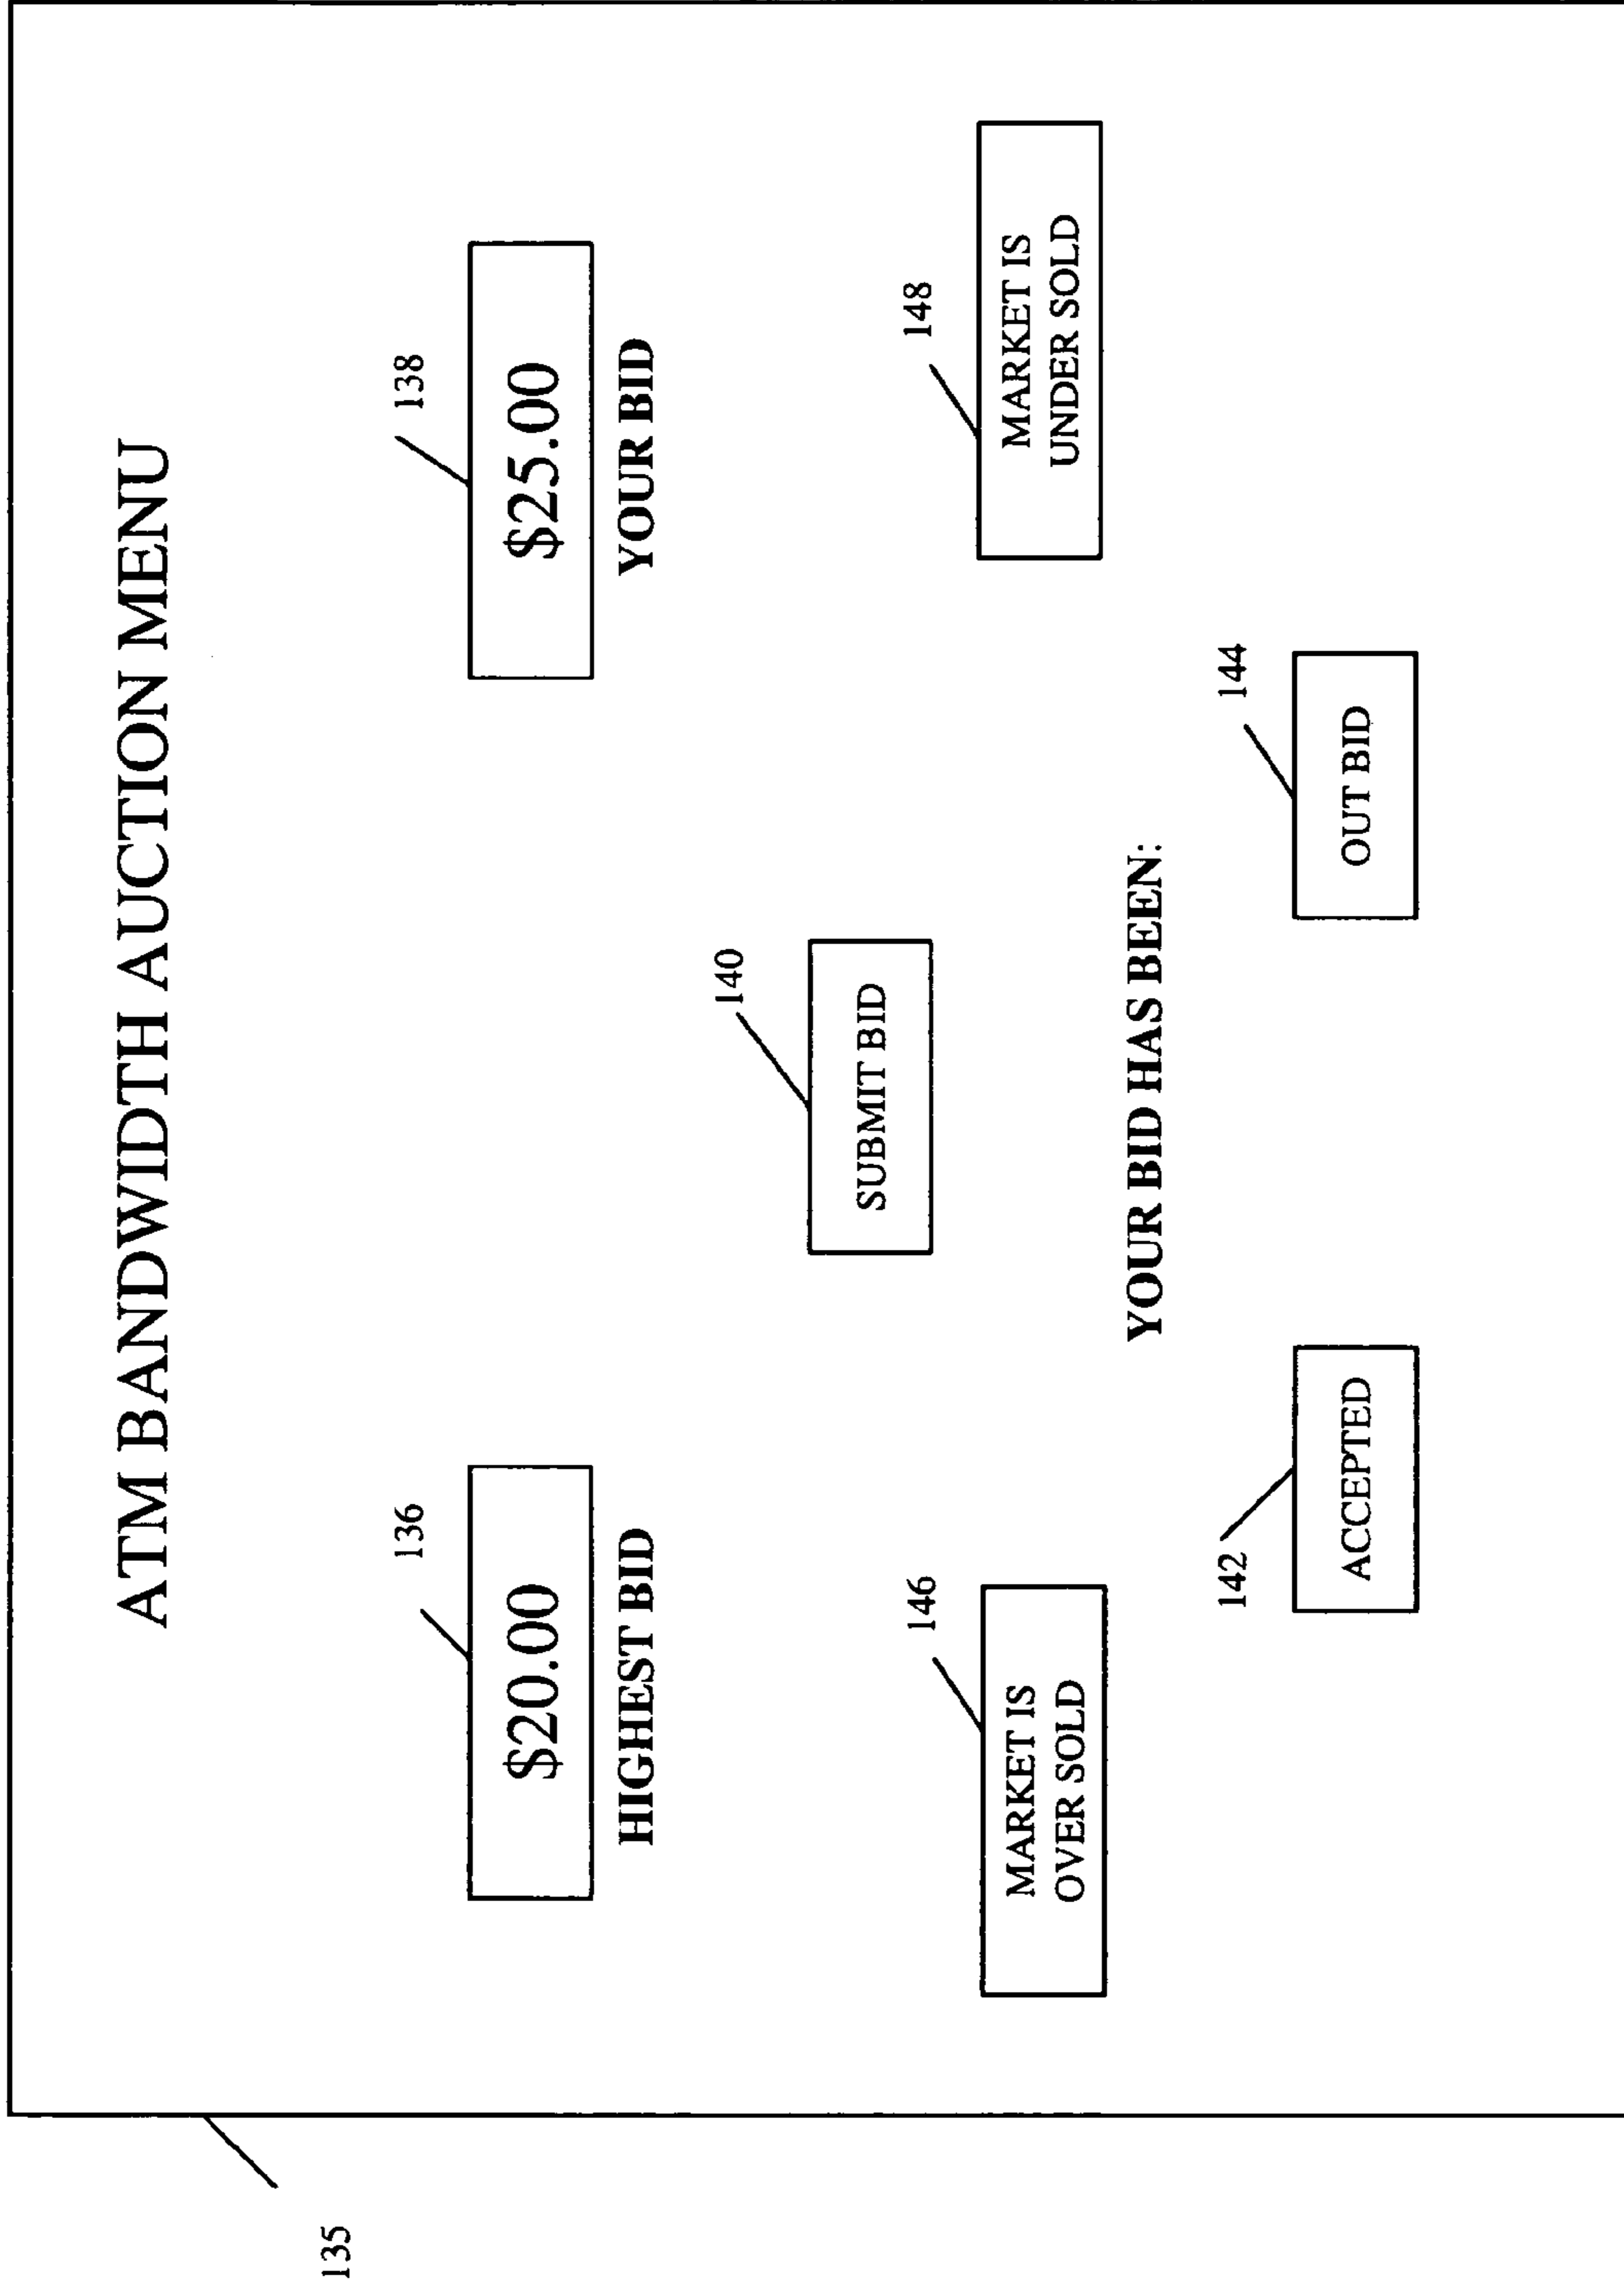 ATM BANDWIDTH AUCTION MENU
136
138
$20.00
$25.00
HIGHEST BID
YOUR BID
140
SUBMIT BID
146
148
MARKET IS
OVER SOLD
MARKET IS
UNDER SOLD
YOUR BID HAS BEEN:
142
144
ACCEPTED
OUT BID
135